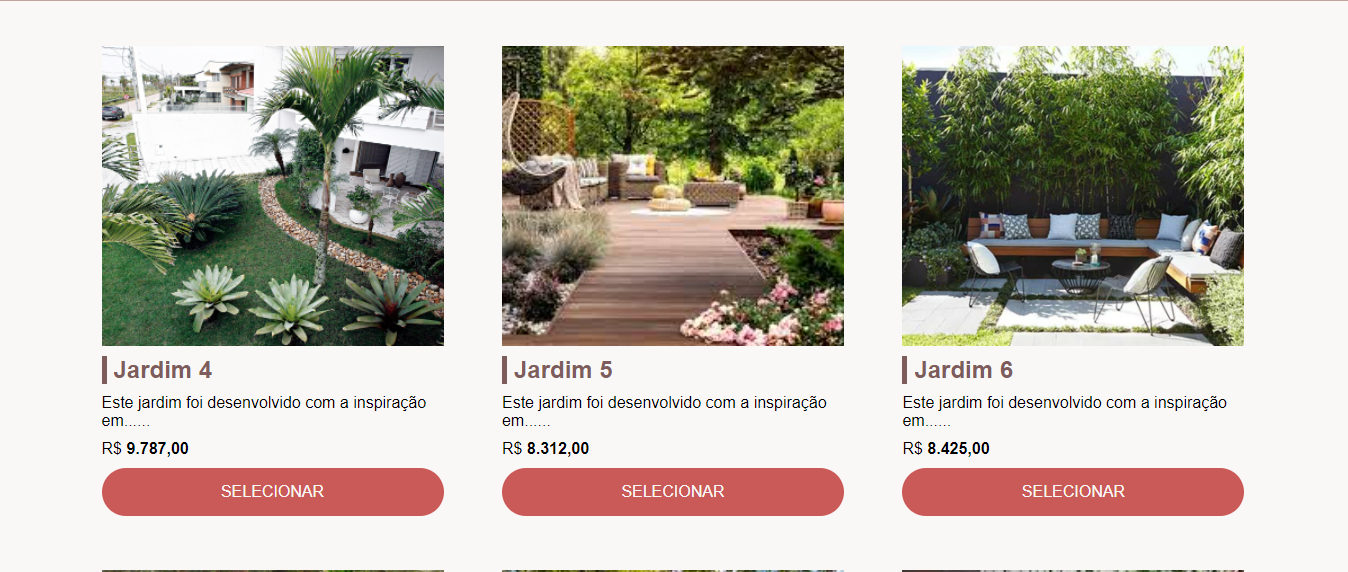 Jardim 4
Este jardim foi desenvolvido com a inspiração
em......
R$ 9.787,00
SELECIONAR
Jardim 5
Este jardim foi desenvolvido com a inspiração
em......
R$ 8.312,00
SELECIONAR
Jardim 6
Este jardim foi desenvolvido com a inspiração
em......
R$ 8.425,00
SELECIONAR